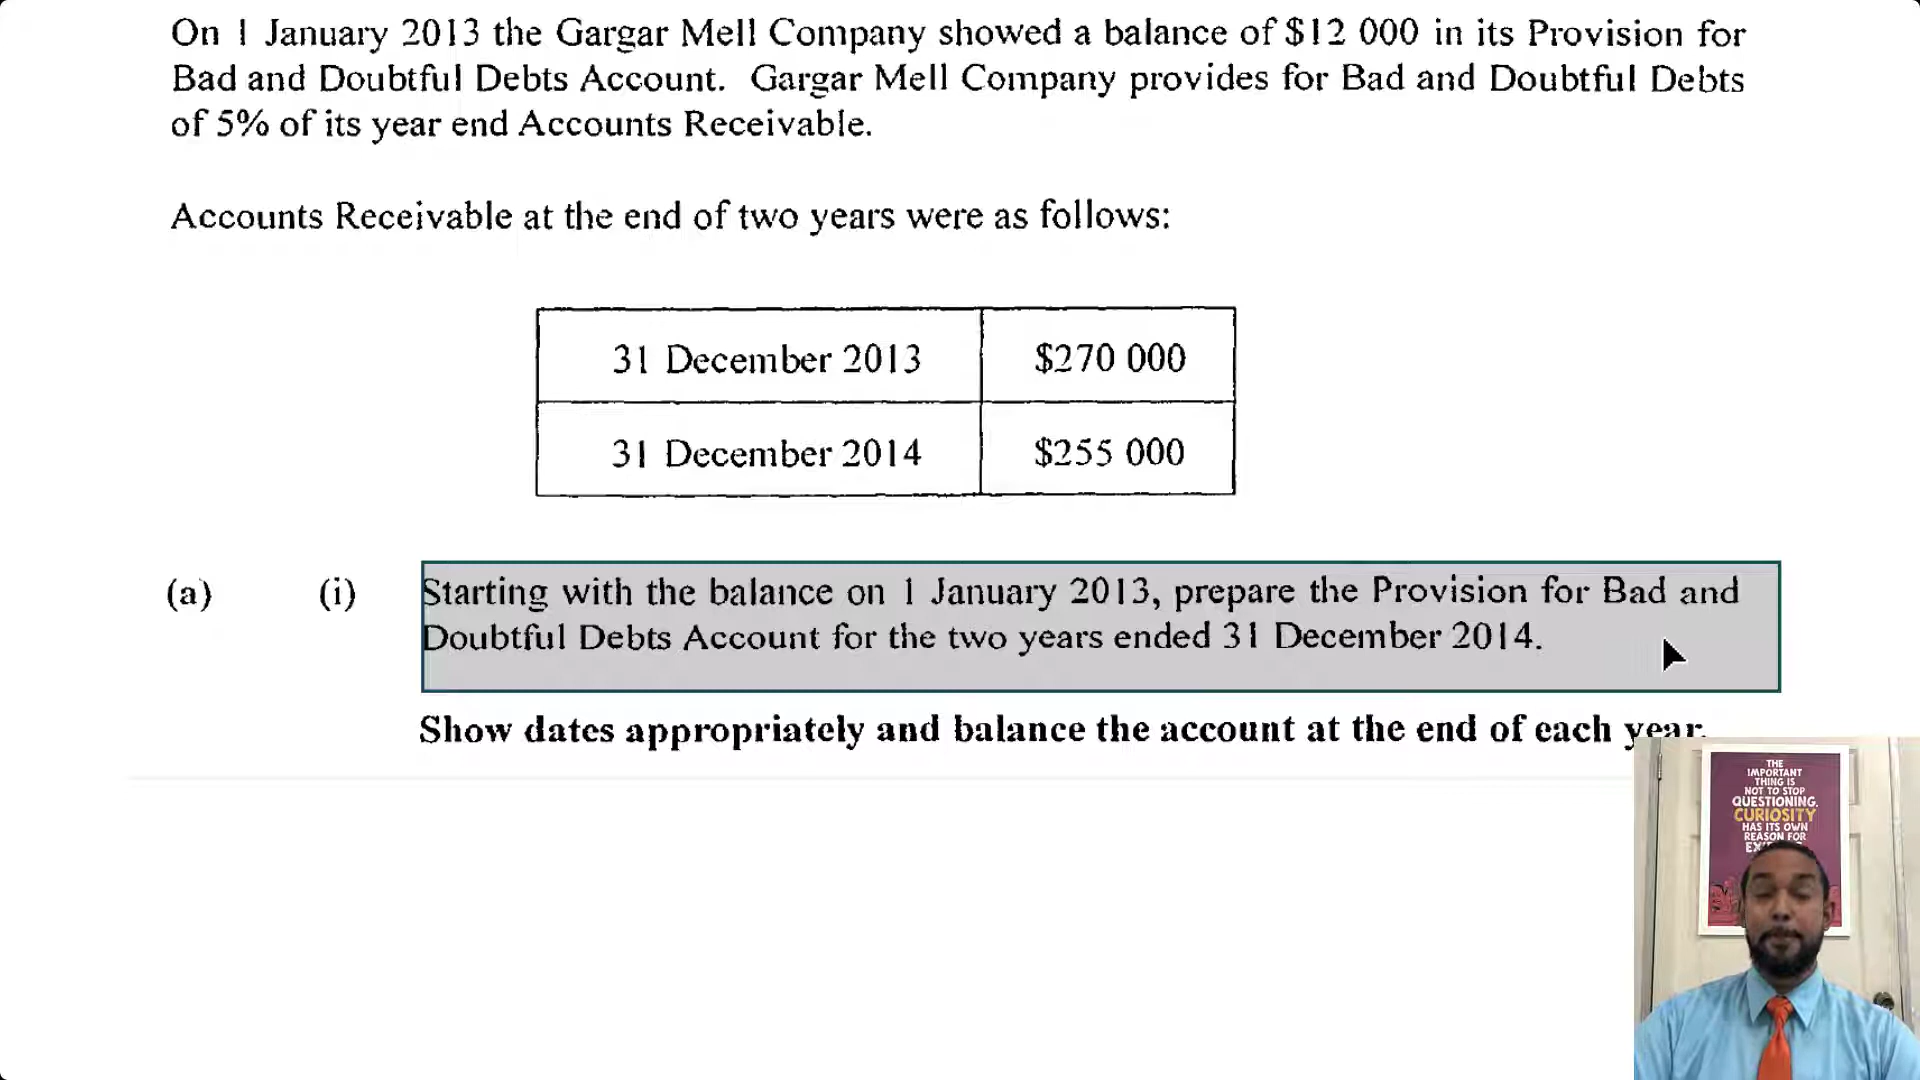 On 1 January 2013 the Gargar Mell Company showed a balance of $12 000 in its Provision for
Bad and Doubtful Debts Account. Gargar Mell Company provides for Bad and Doubtful Debts
of 5% of its year end Accounts Receivable.
Accounts Receivable at the end of two years were as follows:
31 December 2013 $270 000
31 December 2014 $255 000
(a) (i) Starting with the balance on 1 January 2013, prepare the Provision for Bad and
Doubtful Debts Account for the two years ended 31 December 2014.
Show dates appropriately and balance the account at the end of each year.
THE
IMPORTANT
THING IS
NOT TO STOP
QUESTIONING.
CURIOSITY
HAS ITS OWN
REASON FOR